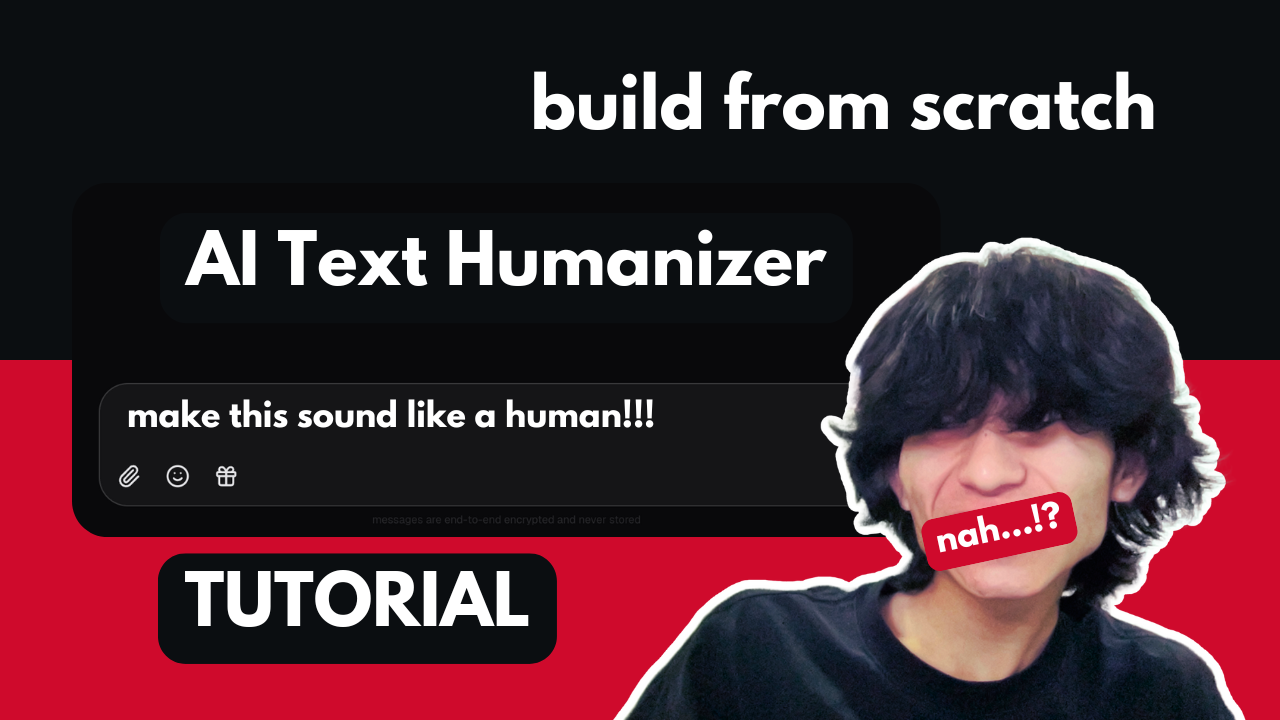 build from scratch
AI Text Humanizer
make this sound like a human!!!
messages are end-to-end encrypted and never stored
nah...!?
TUTORIAL